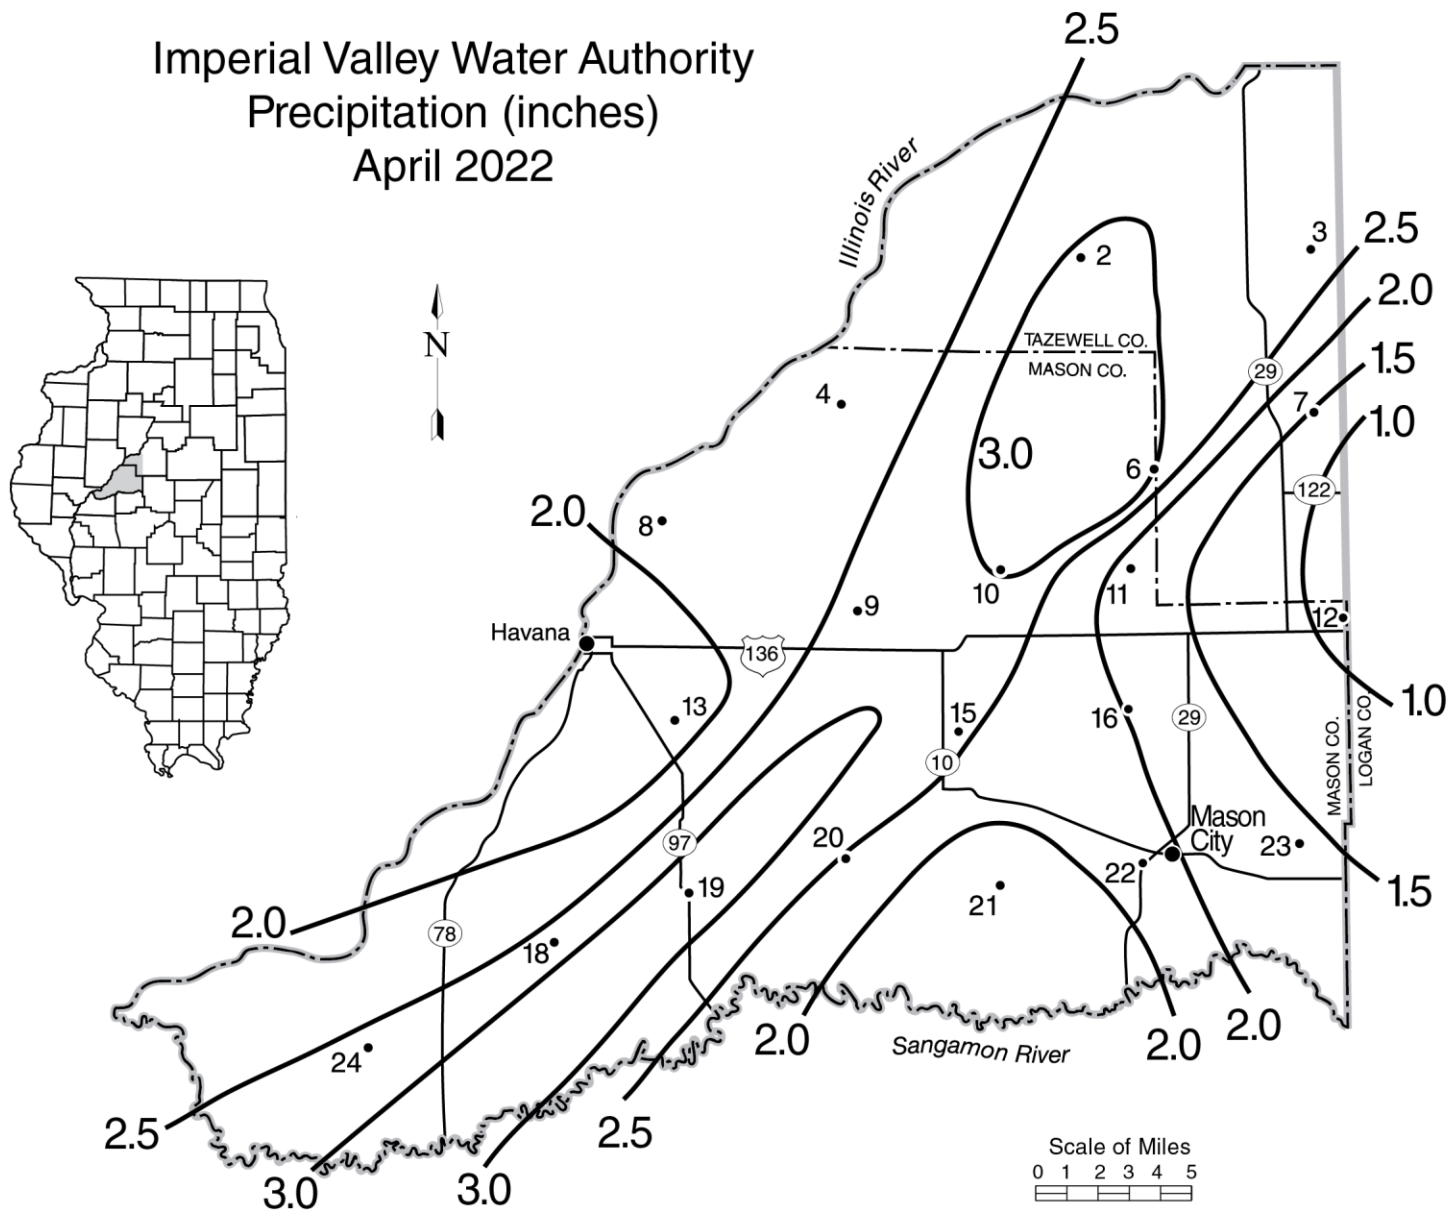 Imperial Valley Water Authority
Precipitation (inches)
April 2022
2.5
Illinois River
3
2.5
2
2.0
N
TAZEWELL CO.
MASON CO.
29
1.5
4
7
1.0
3.0
6
122
2.0
8
10
11
9
12
Havana
136
13
15
16
29
1.0
10
MASON CO.
LOGAN CO.
Mason
City
97
20
23
22
19
21
1.5
2.0
78
18
2.0
2.0
2.0
Sangamon River
24
2.5
2.5
3.0
3.0
Scale of Miles
0 1 2 3 4 5